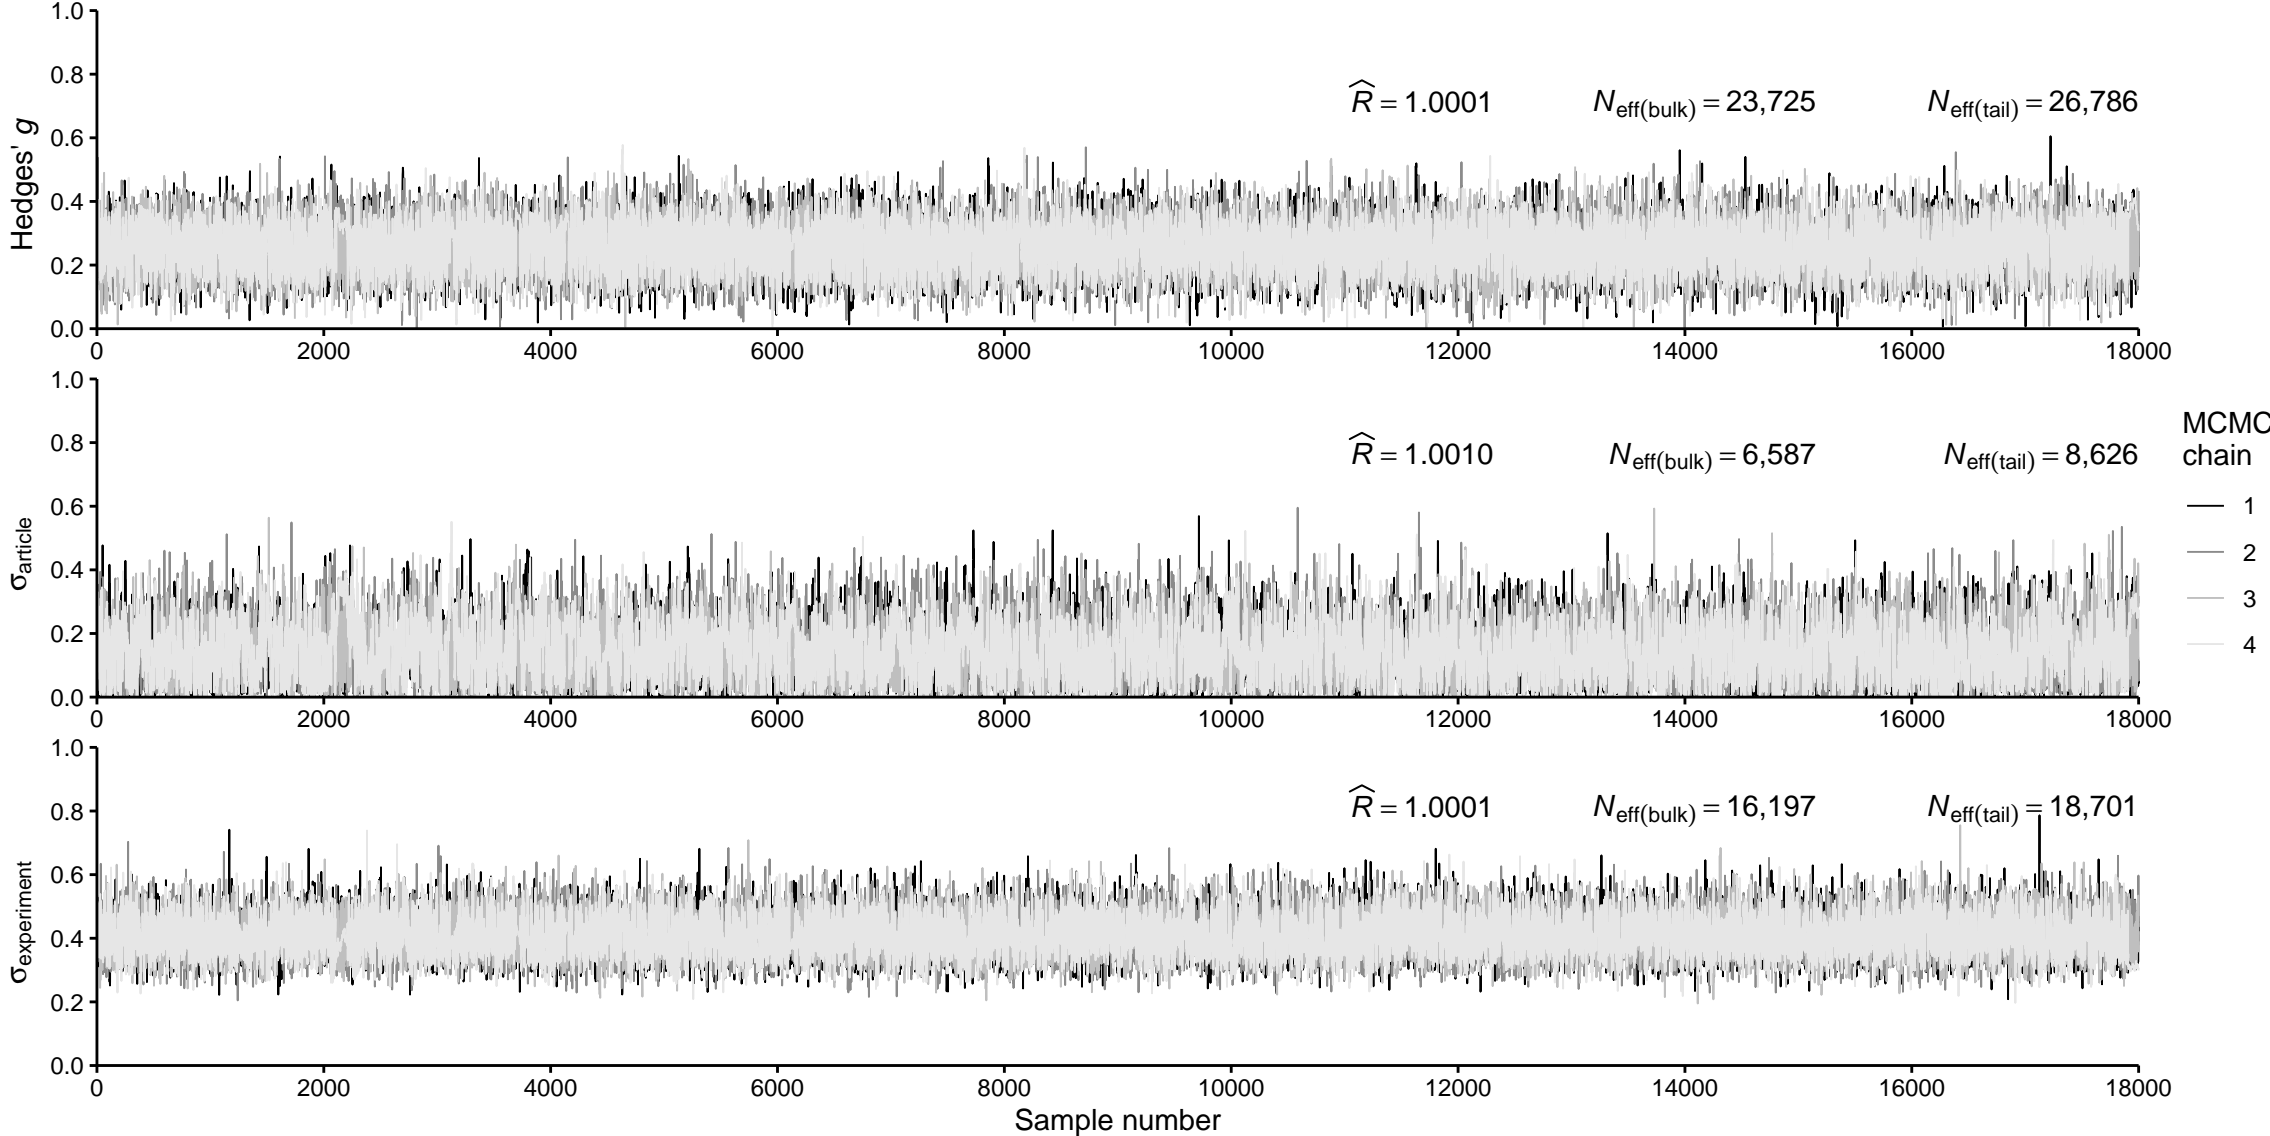 1.0
0.8
R̂ = 1.0001 N_eff(bulk) = 23,725 N_eff(tail) = 26,786
0.6
0.4
0.2
0.0
Hedges' g
0 2000 4000 6000 8000 10000 12000 14000 16000 18000
1.0
0.8
R̂ = 1.0010 N_eff(bulk) = 6,587 N_eff(tail) = 8,626
0.6
0.4
0.2
0.0
σarticle
0 2000 4000 6000 8000 10000 12000 14000 16000 18000
1.0
0.8
R̂ = 1.0001 N_eff(bulk) = 16,197 N_eff(tail) = 18,701
0.6
0.4
0.2
0.0
σexperiment
0 2000 4000 6000 8000 10000 12000 14000 16000 18000
Sample number
MCMC
chain
1
2
3
4